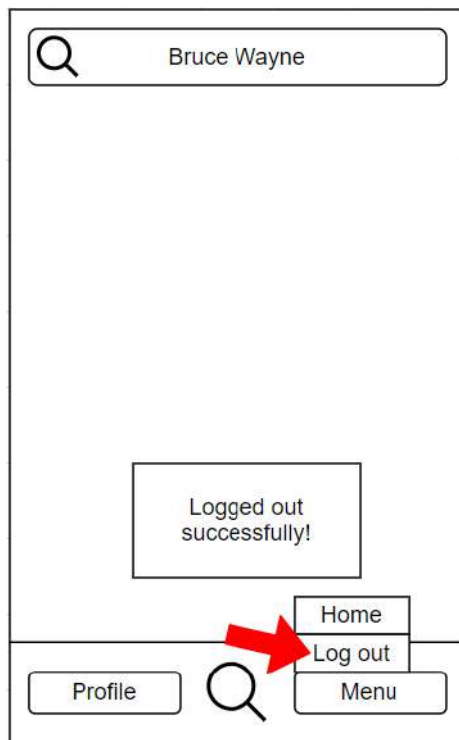 Bruce Wayne
Logged out
successfully!
Home
Log out
Profile
Menu